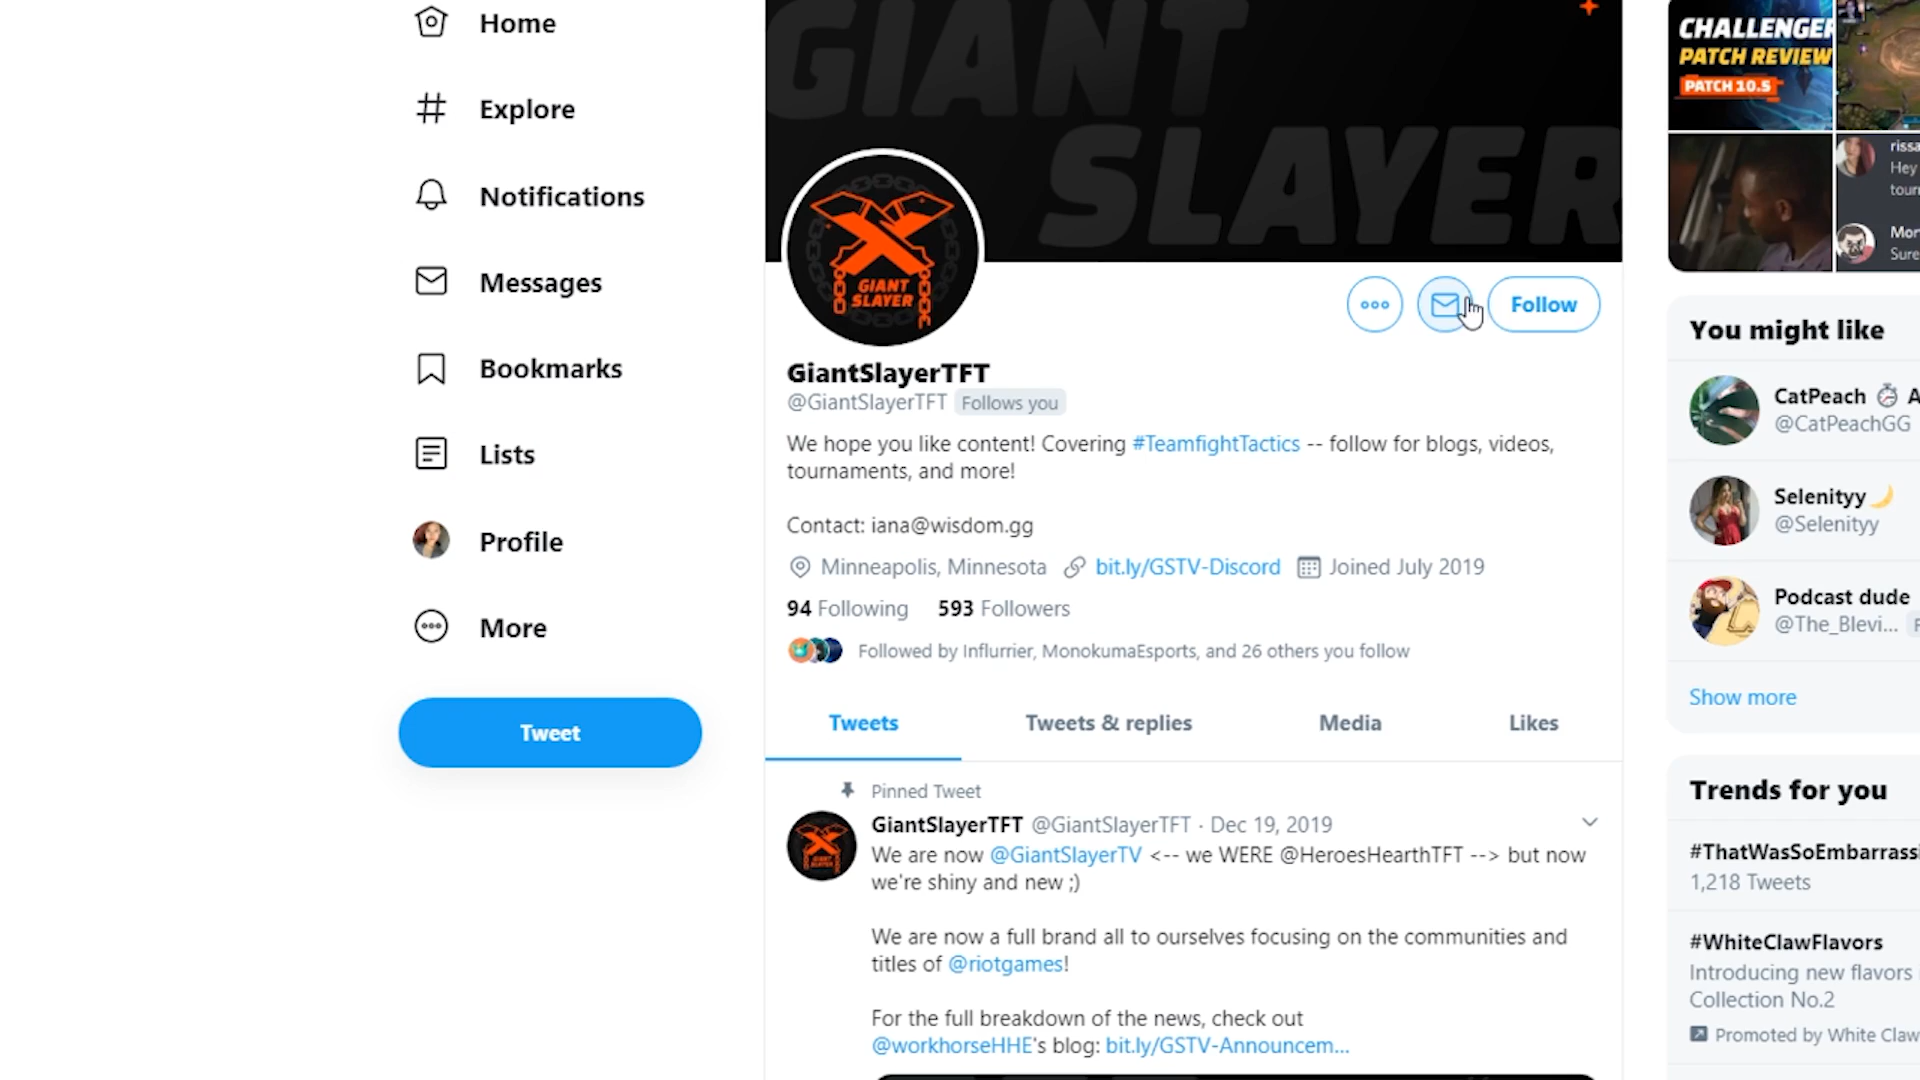 Home
Explore
Notifications
Messages
Bookmarks
Lists
Profile
More
Tweet
GIANT
SLAYER
GIANT
SLAYER
Follow
GiantSlayerTFT
@GiantSlayerTFT Follows you
We hope you like content! Covering #TeamfightTactics -- follow for blogs, videos,
tournaments, and more!
Contact: iana@wisdom.gg
Minneapolis, Minnesota bit.ly/GSTV-Discord Joined July 2019
94 Following 593 Followers
Followed by Influrrier, MonokumaEsports, and 26 others you follow
Tweets Tweets & replies Media Likes
Pinned Tweet
GiantSlayerTFT @GiantSlayerTFT · Dec 19, 2019
We are now @GiantSlayerTV <-- we WERE @HeroesHearthTFT --> but now
we're shiny and new ;)
We are now a full brand all to ourselves focusing on the communities and
titles of @riotgames!
For the full breakdown of the news, check out
@workhorseHHE's blog: bit.ly/GSTV-Announcem...
CHALLENGER
PATCH REVIEW
PATCH 10.5
rissa
Hey
tour
Mor
Sure
You might like
CatPeach A
@CatPeachGG
Selenityy
@Selenityy
Podcast dude
@The_Blevi... F
Show more
Trends for you
#ThatWasSoEmbarrassi
1,218 Tweets
#WhiteClawFlavors
Introducing new flavors
Collection No.2
Promoted by White Claw